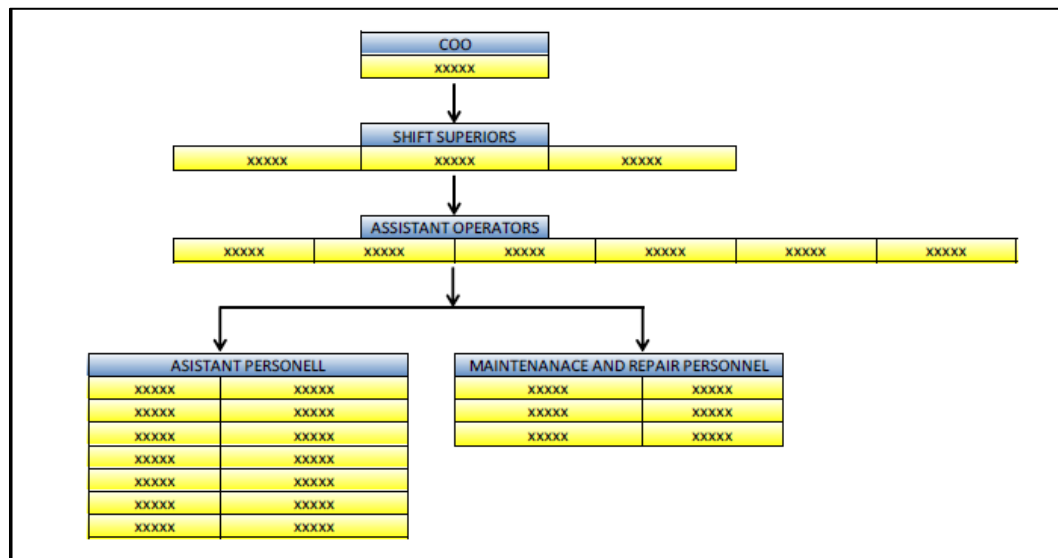 COO
xxxxx
SHIFT SUPERIORS
xxxxx xxxxx xxxxx
ASSISTANT OPERATORS
xxxxx xxxxx xxxxx xxxxx xxxxx xxxxx
ASISTANT PERSONELL
xxxxx xxxxx
xxxxx xxxxx
xxxxx xxxxx
xxxxx xxxxx
xxxxx xxxxx
xxxxx xxxxx
xxxxx xxxxx
MAINTENANACE AND REPAIR PERSONNEL
xxxxx xxxxx
xxxxx xxxxx
xxxxx xxxxx